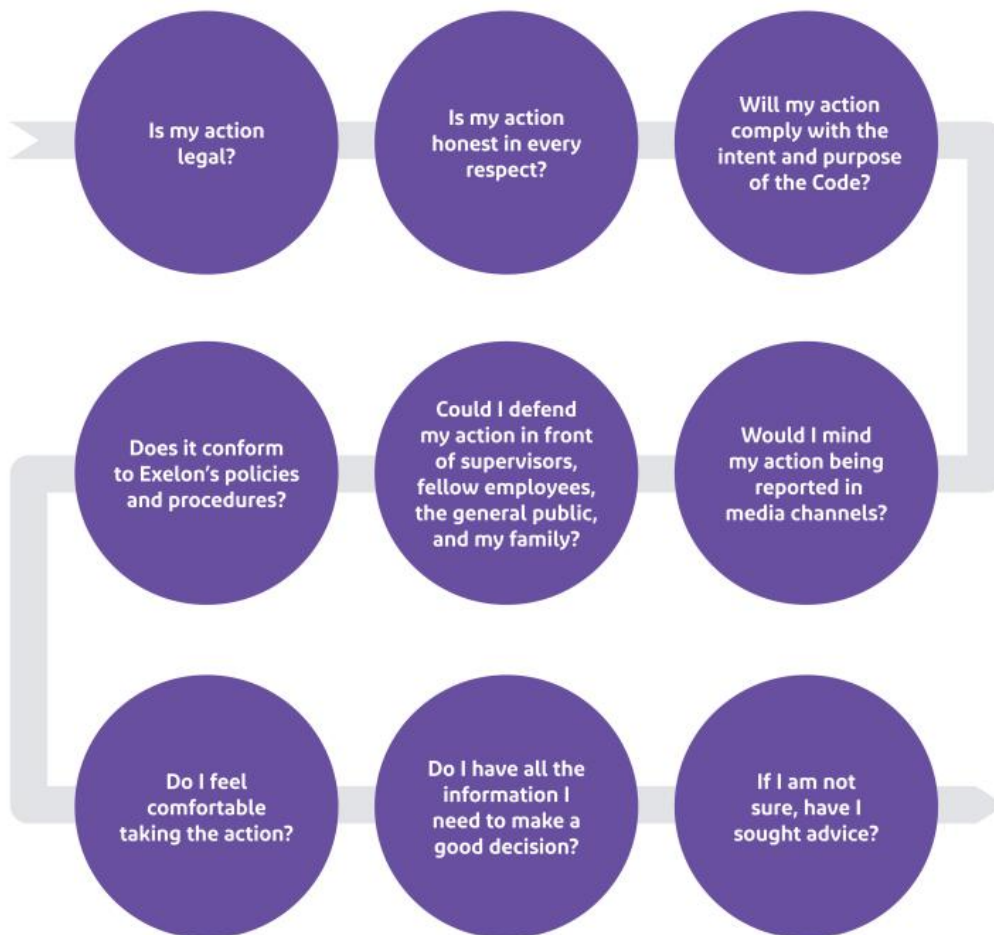 Is my action
legal?
Is my action
honest in every
respect?
Will my action
comply with the
intent and purpose
of the Code?
Would I mind
my action being
reported in
media channels?
Could I defend
my action in front
of supervisors,
fellow employees,
the general public,
and my family?
Does it conform
to Exelon’s policies
and procedures?
Do I feel
comfortable
taking the action?
Do I have all the
information I
need to make a
good decision?
If I am not
sure, have I
sought advice?